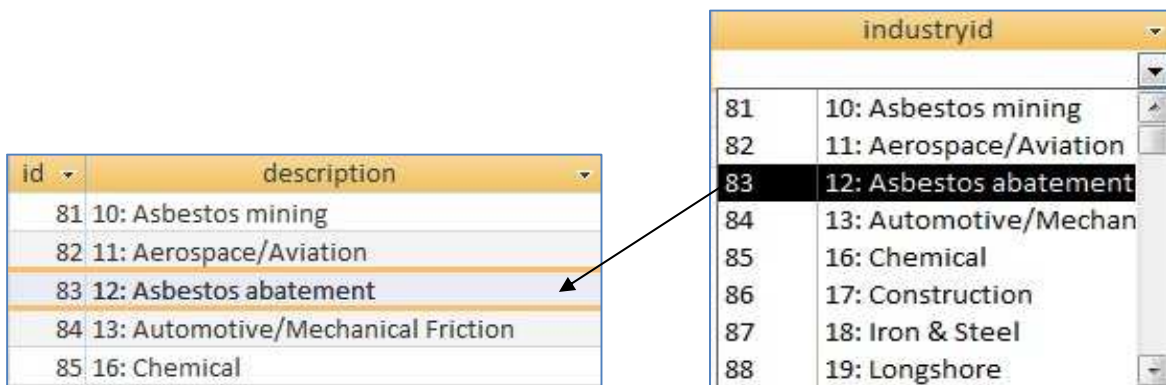 id description
81 10: Asbestos mining
82 11: Aerospace/Aviation
83 12: Asbestos abatement
84 13: Automotive/Mechanical Friction
85 16: Chemical
industryid
81 10: Asbestos mining
82 11: Aerospace/Aviation
83 12: Asbestos abatement
84 13: Automotive/Mechan
85 16: Chemical
86 17: Construction
87 18: Iron & Steel
88 19: Longshore